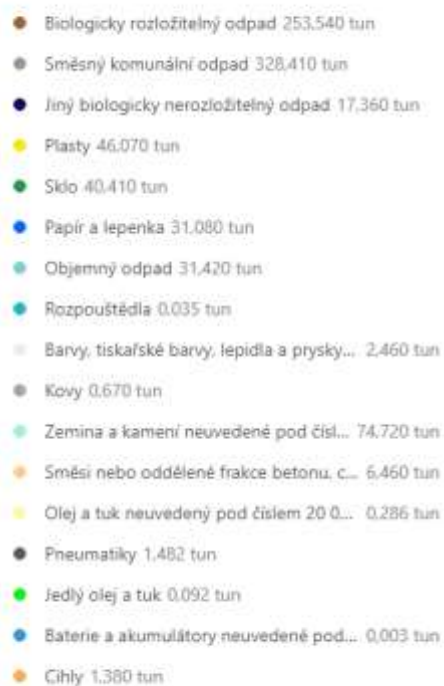 Biologicky rozložitelný odpad 253,540 tun
Směsný komunální odpad 328,410 tun
Jiný biologicky nerozložitelný odpad 17,360 tun
Plasty 46,070 tun
Sklo 40,410 tun
Papír a lepenka 31,080 tun
Objemný odpad 31,420 tun
Rozpouštědla 0,035 tun
Barvy, tiskařské barvy, lepidla a prysky... 2,460 tun
Kovy 0,670 tun
Zemina a kamení neuvedené pod čísl... 74,720 tun
Směsi nebo oddělené frakce betonu, c... 6,460 tun
Olej a tuk neuvedený pod číslem 20 0... 0,286 tun
Pneumatiky 1,482 tun
Jedlý olej a tuk 0,092 tun
Baterie a akumulátory neuvedené pod... 0,003 tun
Cihly 1,380 tun